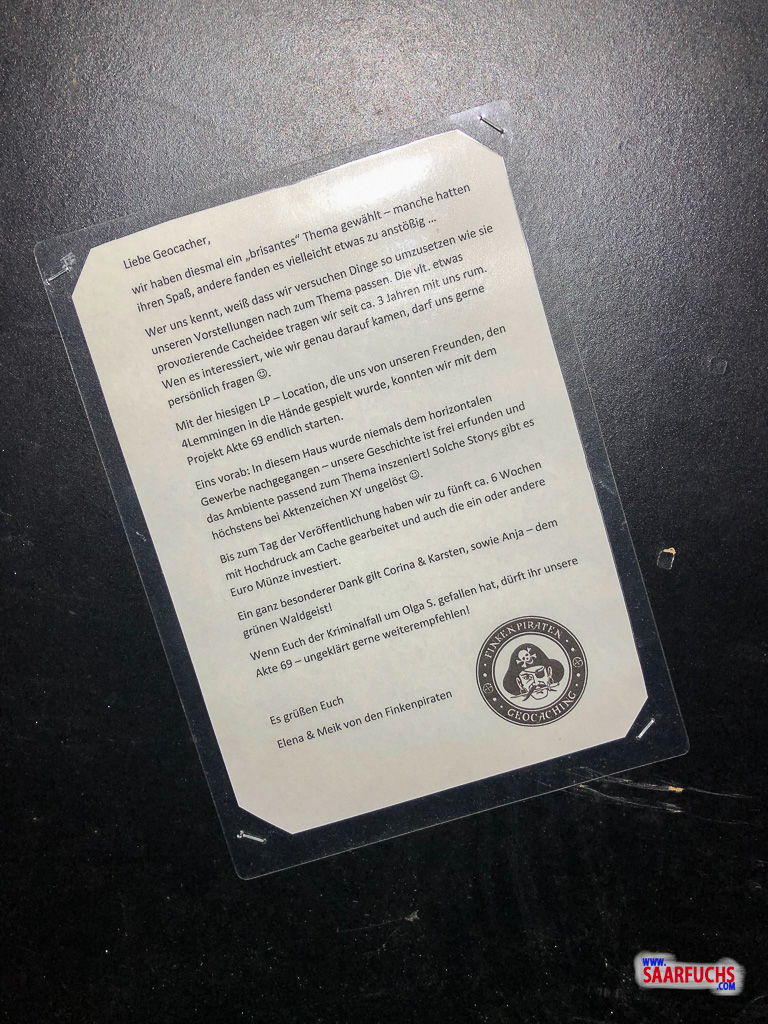 Liebe Geocacher,
wir haben diesmal ein „brisantes“ Thema gewählt – manche hatten
ihren Spaß, andere fanden es vielleicht etwas zu anstößig ...
Wer uns kennt, weiß dass wir versuchen Dinge so umzusetzen wie sie
unseren Vorstellungen nach zum Thema passen. Die vlt. etwas
provozierende Cacheidee tragen wir seit ca. 3 Jahren mit uns rum.
Wen es interessiert, wie wir genau darauf kamen, darf uns gerne
persönlich fragen ☺.
Mit der hiesigen LP – Location, die uns von unseren Freunden, den
4Lemmingen in die Hände gespielt wurde, konnten wir mit dem
Projekt Akte 69 endlich starten.
Eins vorab: In diesem Haus wurde niemals dem horizontalen
Gewerbe nachgegangen – unsere Geschichte ist frei erfunden und
das Ambiente passend zum Thema inszeniert! Solche Storys gibt es
höchstens bei Aktenzeichen XY ungelöst ☺.
Bis zum Tag der Veröffentlichung haben wir zu fünft ca. 6 Wochen
mit Hochdruck am Cache gearbeitet und auch die ein oder andere
Euro Münze investiert.
Ein ganz besonderer Dank gilt Corina & Karsten, sowie Anja – dem
grünen Waldgeist!
Wenn Euch der Kriminalfall um Olga S. gefallen hat, dürft ihr unsere
Akte 69 – ungeklärt gerne weiterempfehlen!
Es grüßen Euch
Elena & Meik von den Finkenpiraten
FINKENPIRATEN
GEOCACHING
WWW.
SAARFUCHS
.COM